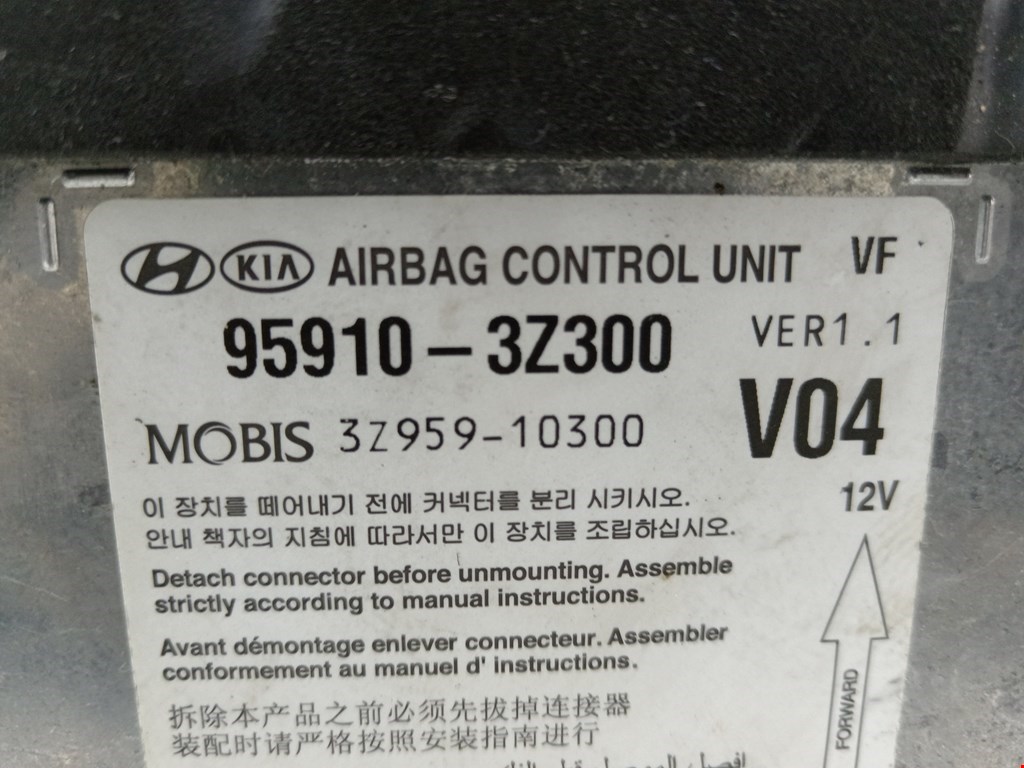 KIA AIRBAG CONTROL UNIT VF
95910-3Z300 VER1.1
MOBIS 3Z959-10300 V04
이 장치를 떼어내기 전에 커넥터를 분리 시키시오. 12V
안내 책자의 지침에 따라서만 이 장치를 조립하십시오.
Detach connector before unmounting. Assemble
strictly according to manual instructions.
Avant démontage enlever connecteur. Assembler
conformement au manuel d' instructions.
FORWARD
拆除本产品之前必须先拔掉连接器
装配时请严格按照安装指南进行